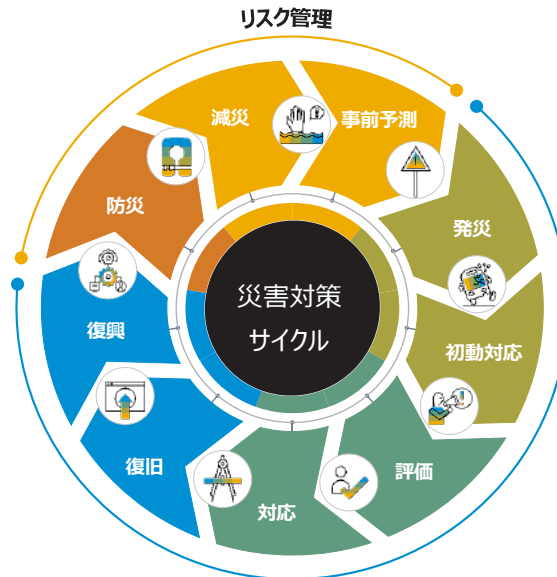 リスク管理
減災
事前予測
防災
発災
災害対策
サイクル
復興
初動対応
復旧
評価
対応